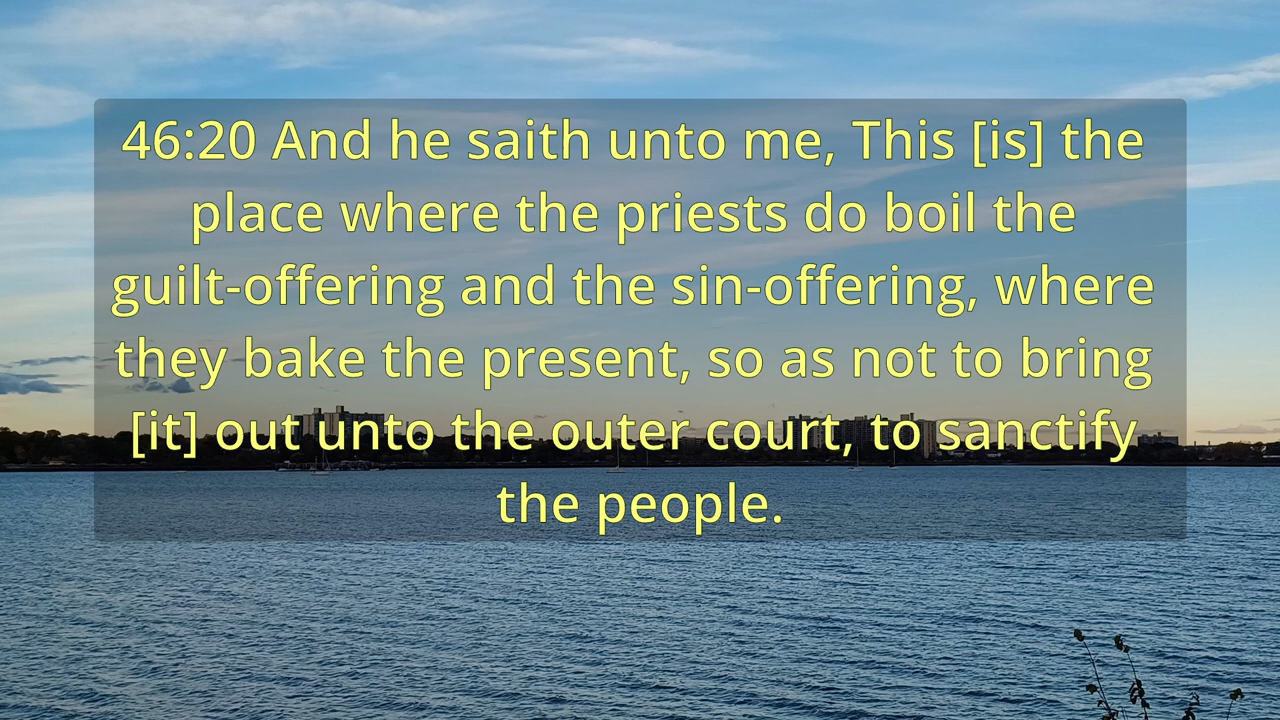 46:20 And he saith unto me, This [is] the
place where the priests do boil the
guilt-offering and the sin-offering, where
they bake the present, so as not to bring
[it] out unto the outer court, to sanctify
the people.